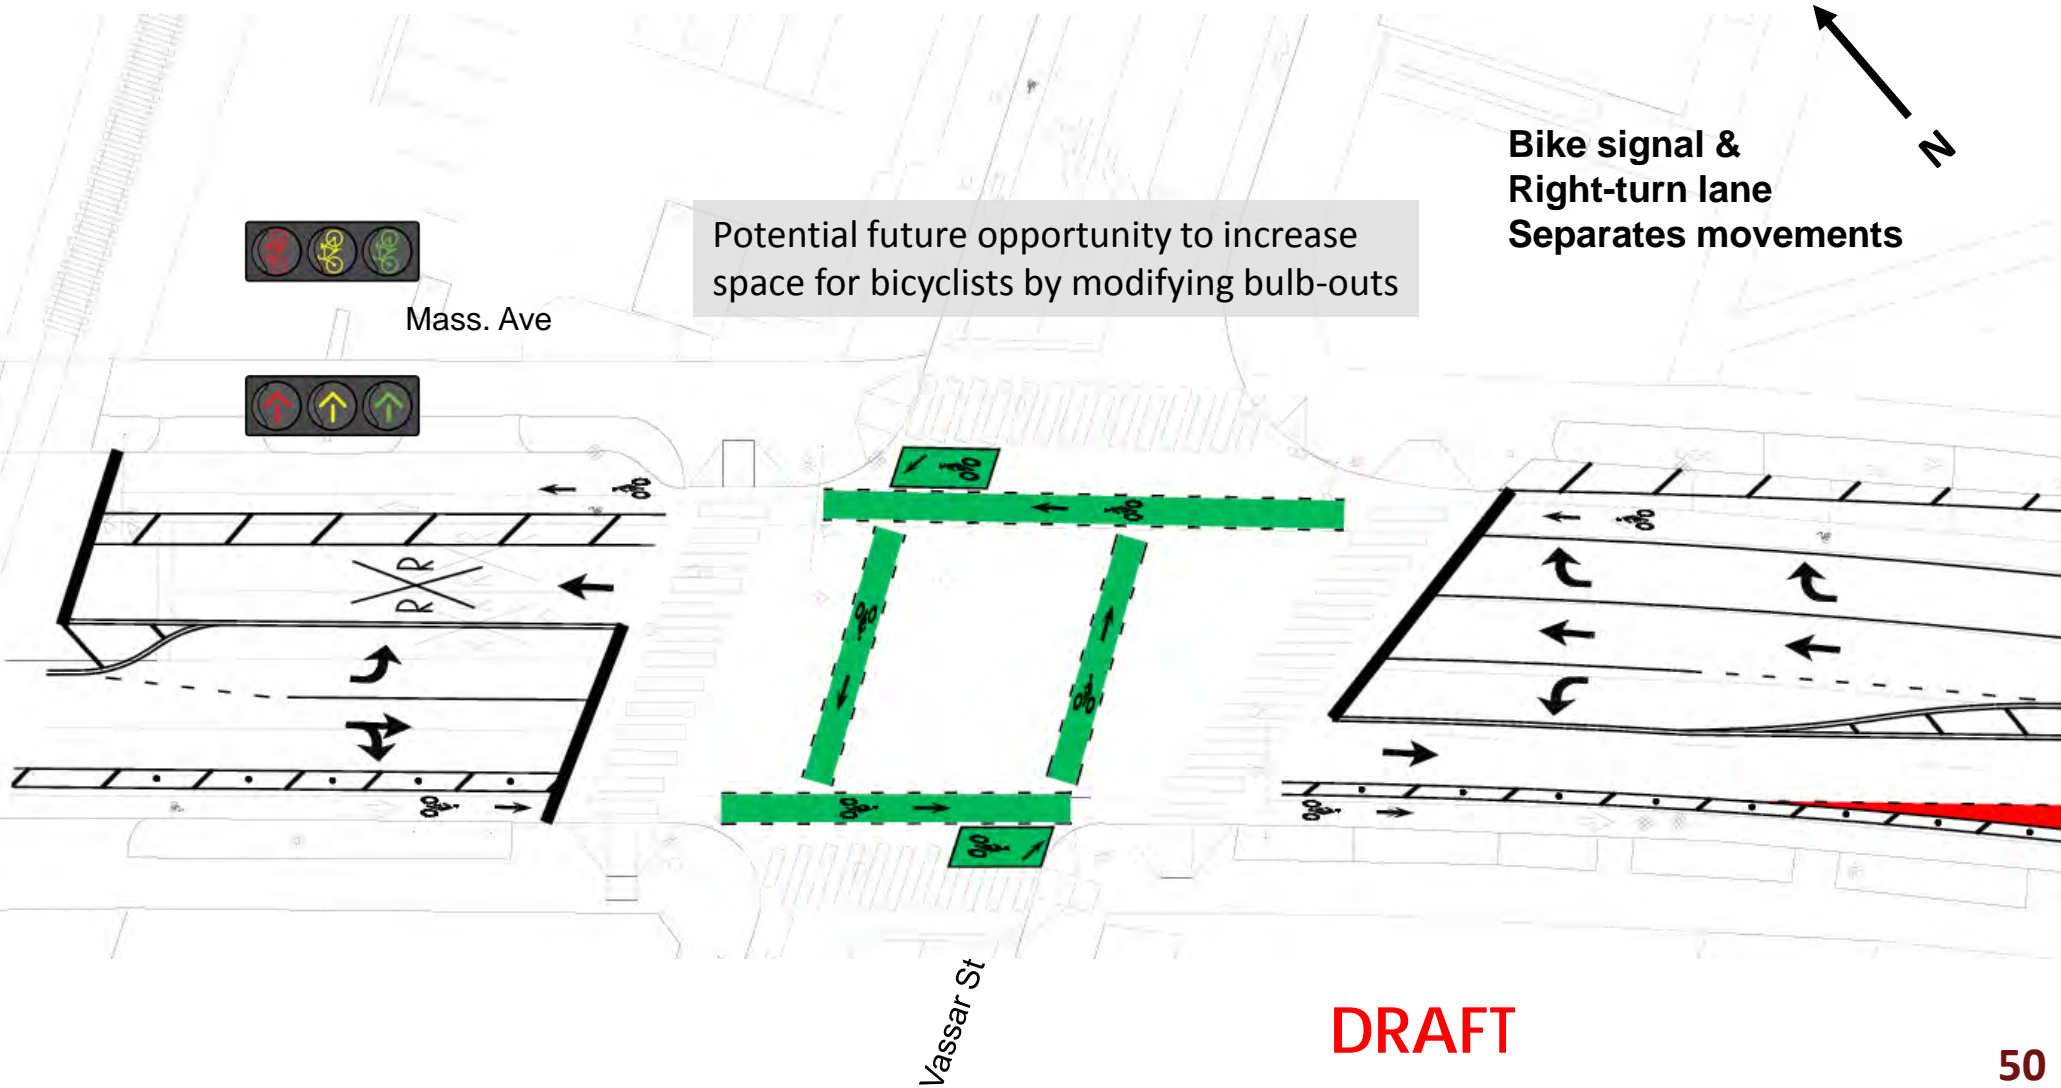 N
Bike signal &
Right-turn lane
Separates movements
Potential future opportunity to increase
space for bicyclists by modifying bulb-outs
Mass. Ave
R
R
Vassar St
DRAFT
50